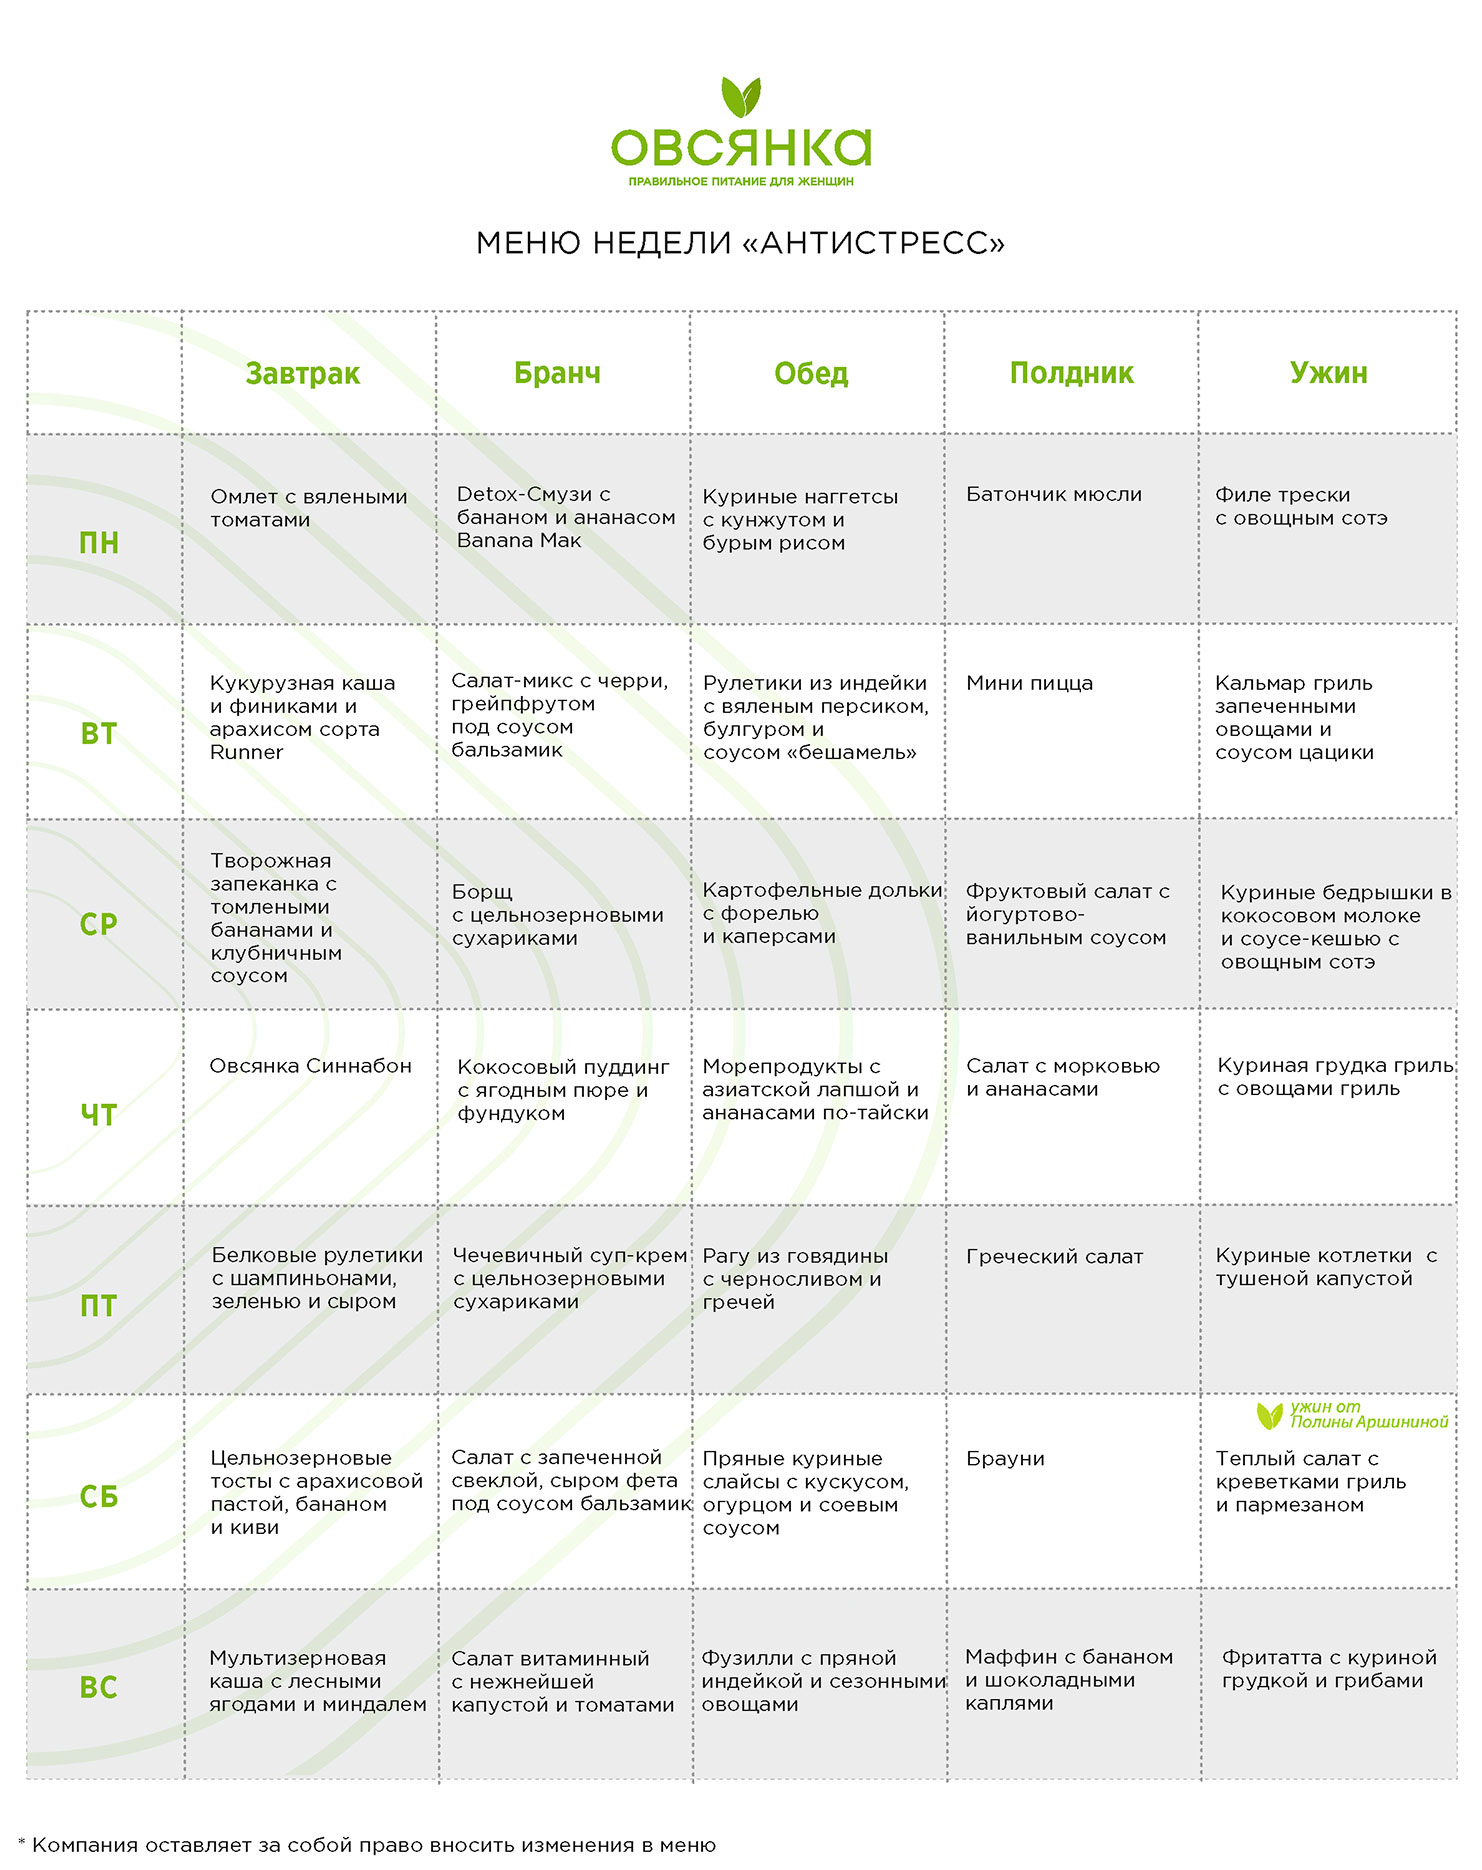 ОВСЯНКА
ПРАВИЛЬНОЕ ПИТАНИЕ ДЛЯ ЖЕНЩИН
МЕНЮ НЕДЕЛИ «АНТИСТРЕСС»
Завтрак
Бранч
Обед
Полдник
Ужин
ПН
Омлет с вялеными
томатами
Detox-Смузи с
бананом и ананасом
Banana Мак
Куриные наггетсы
с кунжутом и
бурым рисом
Батончик мюсли
Филе трески
с овощным сотэ
ВТ
Кукурузная каша
и финиками и
арахисом сорта
Runner
Салат-микс с черри,
грейпфрутом
под соусом
бальзамик
Рулетики из индейки
с вяленым персиком,
булгуром и
соусом «бешамель»
Мини пицца
Кальмар гриль
запеченными
овощами и
соусом цацики
СР
Творожная
запеканка с
томлеными
бананами и
клубничным
соусом
Борщ
с цельнозерновыми
сухариками
Картофельные дольки
с форелью
и каперсами
Фруктовый салат с
йогуртово-
ванильным соусом
Куриные бедрышки в
кокосовом молоке
и соусе-кешью с
овощным сотэ
ЧТ
Овсянка Синнабон
Кокосовый пуддинг
с ягодным пюре и
фундуком
Морепродукты с
азиатской лапшой и
ананасами по-тайски
Салат с морковью
и ананасами
Куриная грудка гриль
с овощами гриль
ПТ
Белковые рулетики
с шампиньонами,
зеленью и сыром
Чечевичный суп-крем
с цельнозерновыми
сухариками
Рагу из говядины
с черносливом и
гречей
Греческий салат
Куриные котлетки с
тушеной капустой
СБ
Цельнозерновые
тосты с арахисовой
пастой, бананом
и киви
Салат с запеченной
свеклой, сыром фета
под соусом бальзамик
Пряные куриные
слайсы с кускусом,
огурцом и соевым
соусом
Брауни
ужин от
Полины Аршининой
Теплый салат с
креветками гриль
и пармезаном
ВС
Мультизерновая
каша с лесными
ягодами и миндалем
Салат витаминный
с нежнейшей
капустой и томатами
Фузилли с пряной
индейкой и сезонными
овощами
Маффин с бананом
и шоколадными
каплями
Фритатта с куриной
грудкой и грибами
* Компания оставляет за собой право вносить изменения в меню